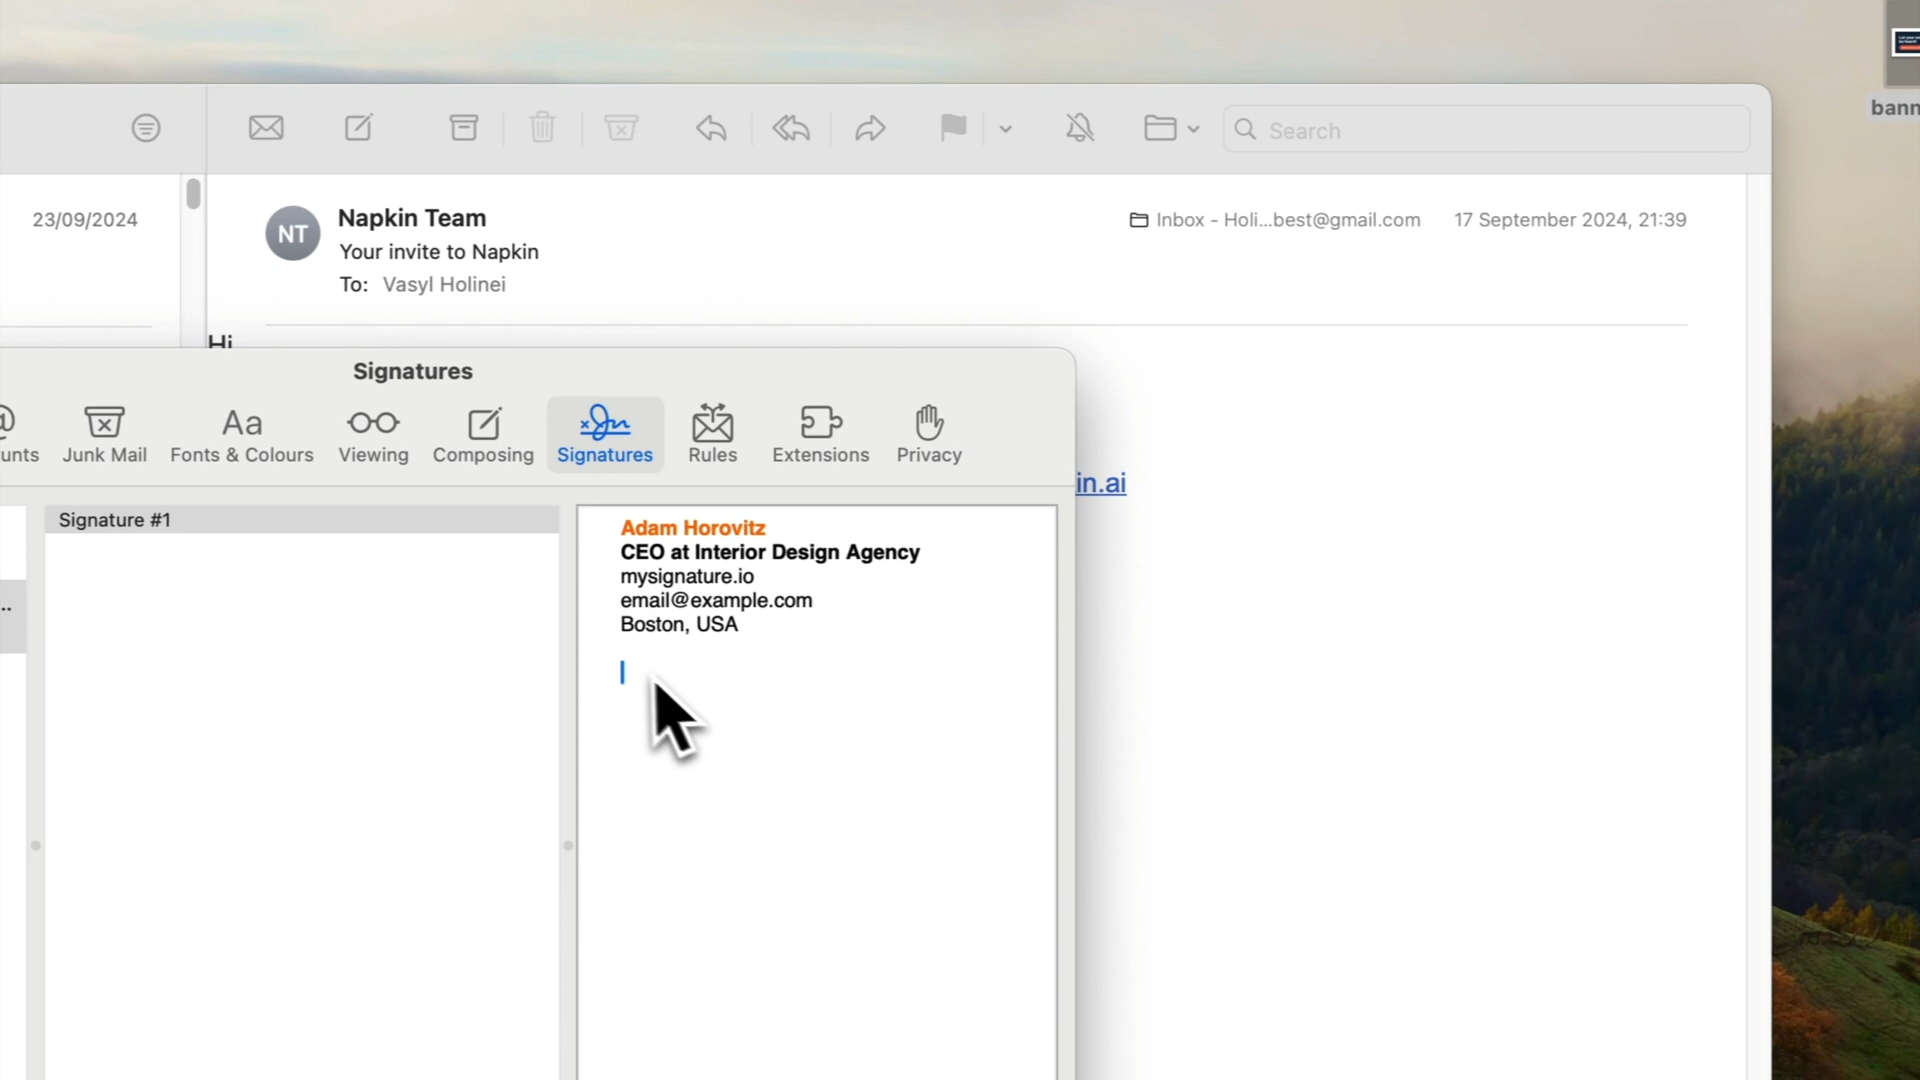 bann
Search
23/09/2024
NT
Napkin Team
Your invite to Napkin
To: Vasyl Holinei
Inbox - Holi...best@gmail.com
17 September 2024, 21:39
Hi
Signatures
unts
Junk Mail
Aa
Fonts & Colours
Viewing
Composing
Signatures
Rules
Extensions
Privacy
in.ai
Signature #1
..
Adam Horovitz
CEO at Interior Design Agency
mysignature.io
email@example.com
Boston, USA